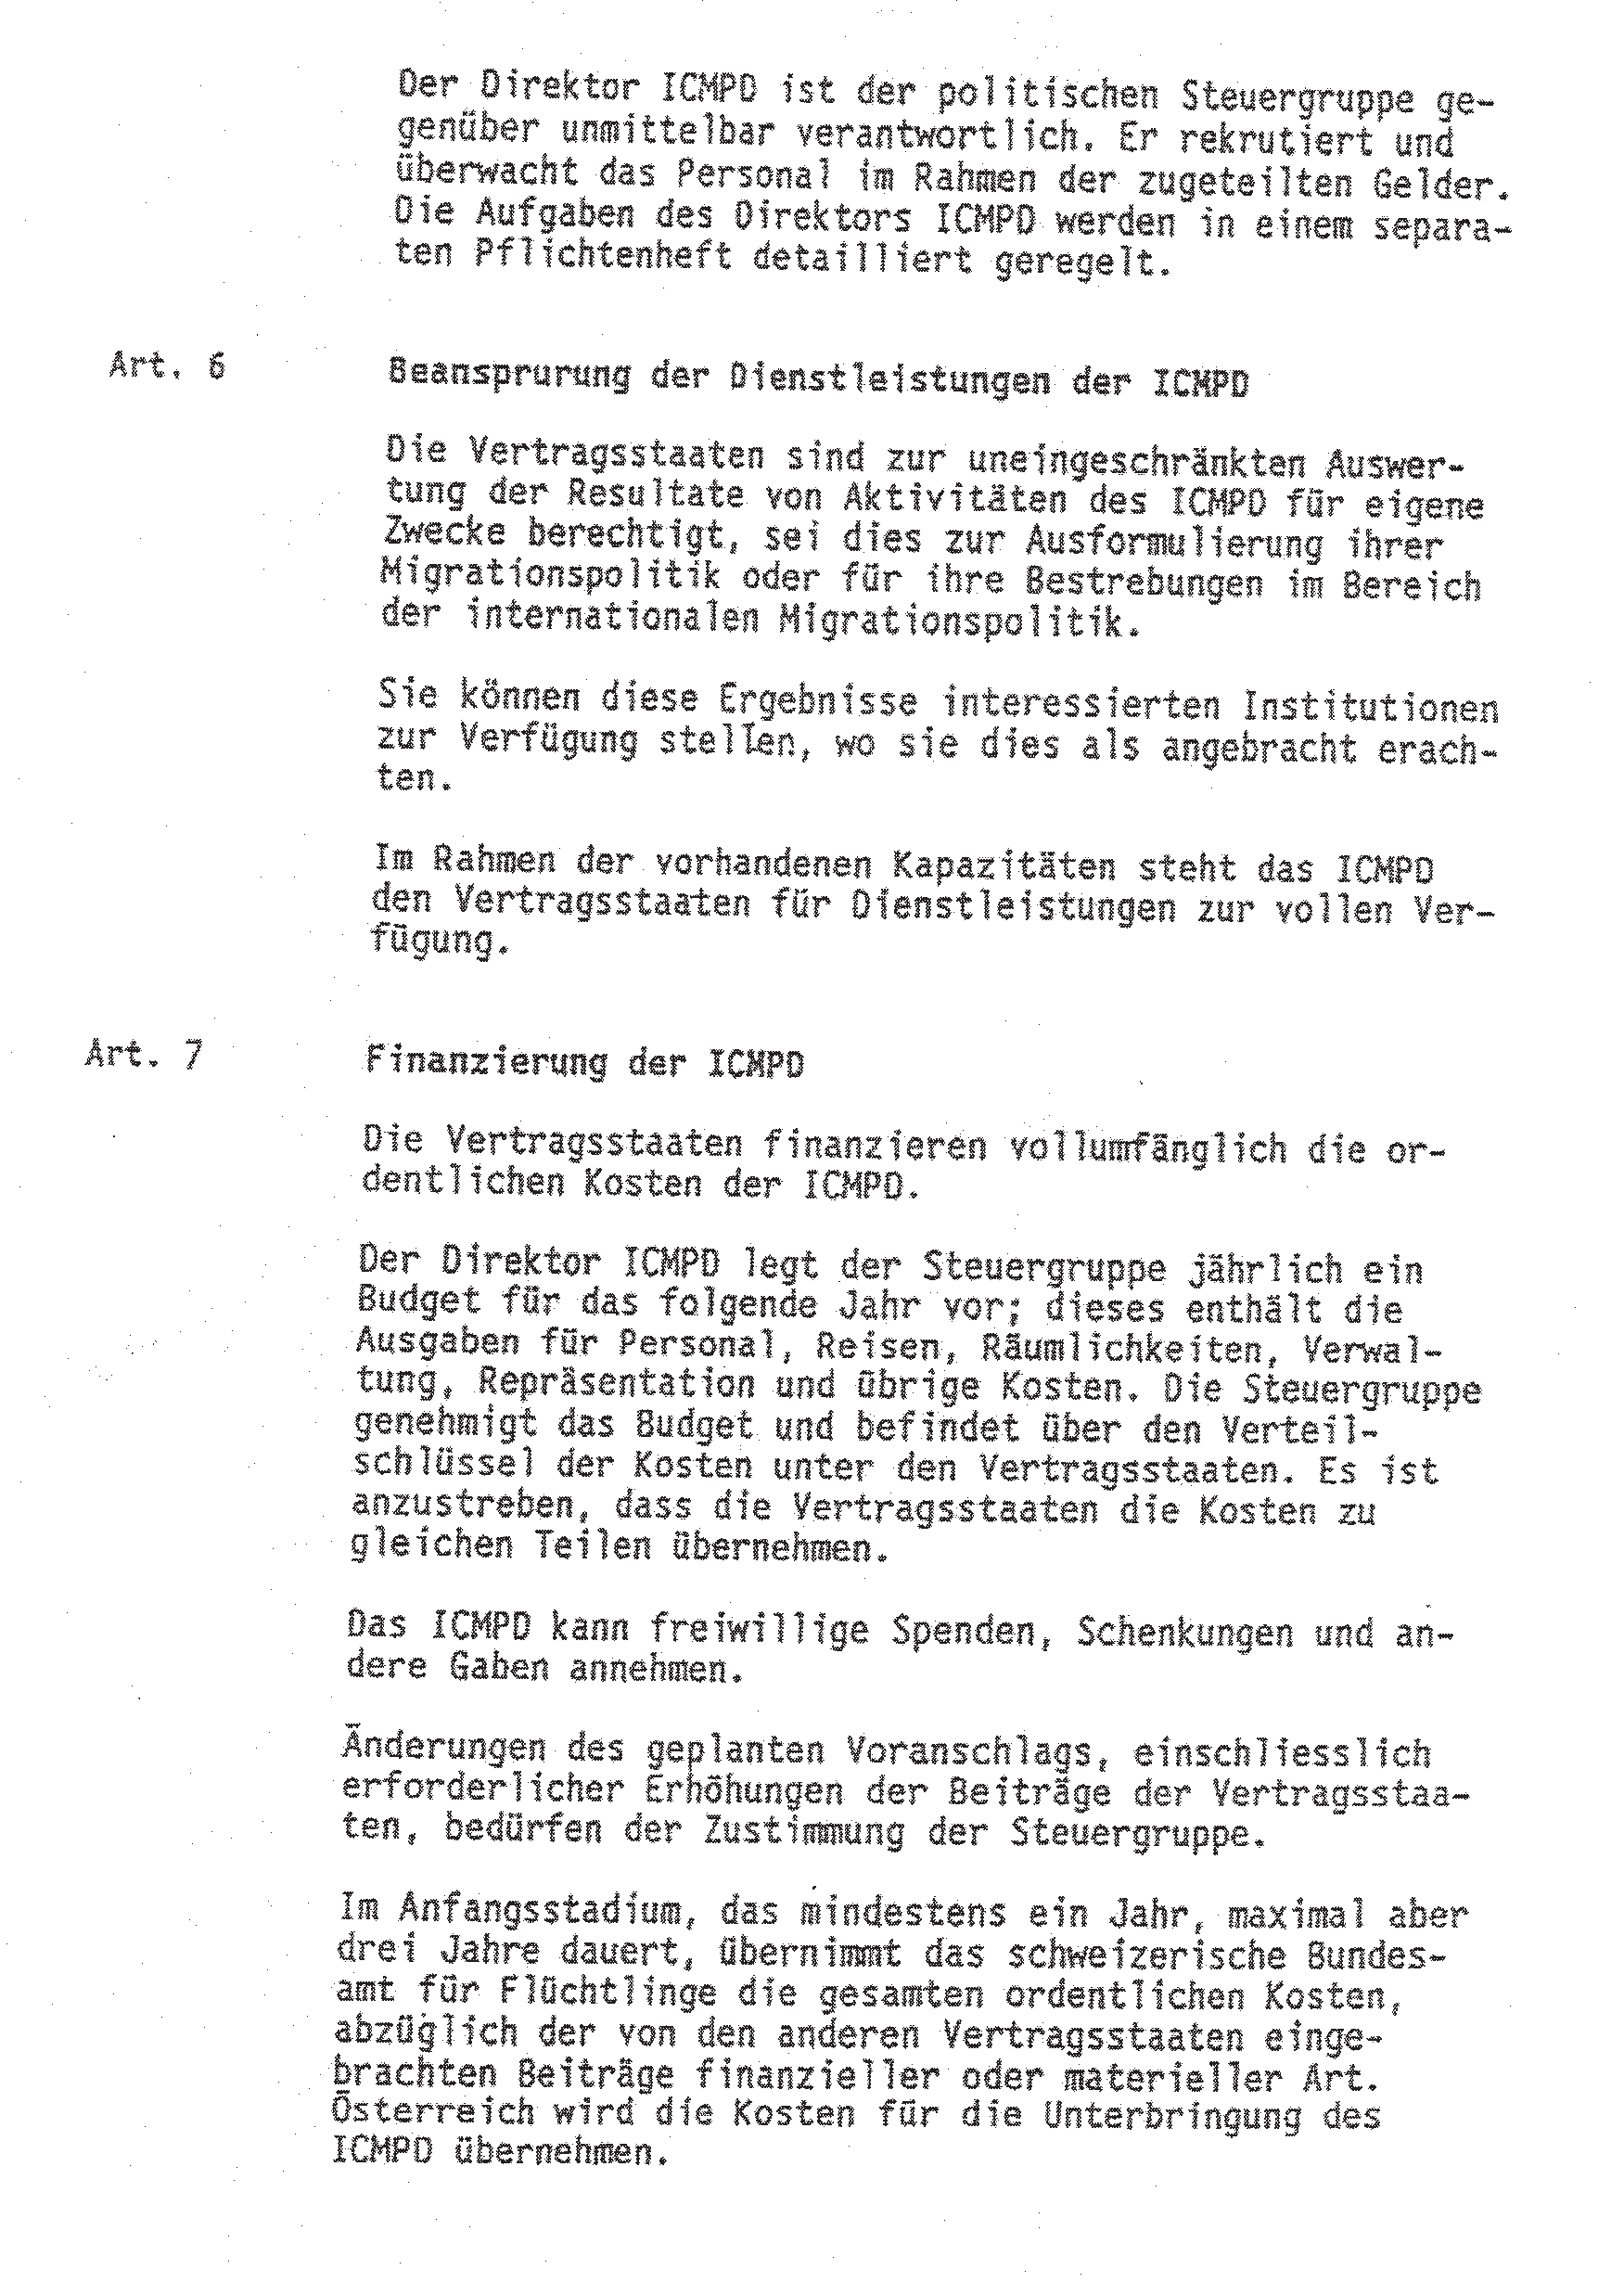 Der Direktor ICMPD ist der politischen Steuergruppe ge-
genüber unmittelbar verantwortlich. Er rekrutiert und
überwacht das Personal im Rahmen der zugeteilten Gelder.
Die Aufgaben des Direktors ICMPD werden in einem separa-
ten Pflichtenheft detailliert geregelt.
Art. 6 Beansprurung der Dienstleistungen der ICMPD
Die Vertragsstaaten sind zur uneingeschränkten Auswer-
tung der Resultate von Aktivitäten des ICMPD für eigene
Zwecke berechtigt, sei dies zur Ausformulierung ihrer
Migrationspolitik oder für ihre Bestrebungen im Bereich
der internationalen Migrationspolitik.
Sie können diese Ergebnisse interessierten Institutionen
zur Verfügung stellen, wo sie dies als angebracht erach-
ten.
Im Rahmen der vorhandenen Kapazitäten steht das ICMPD
den Vertragsstaaten für Dienstleistungen zur vollen Ver-
fügung.
Art. 7 Finanzierung der ICMPD
Die Vertragsstaaten finanzieren vollumfänglich die or-
dentlichen Kosten der ICMPD.
Der Direktor ICMPD legt der Steuergruppe jährlich ein
Budget für das folgende Jahr vor; dieses enthält die
Ausgaben für Personal, Reisen, Räumlichkeiten, Verwal-
tung, Repräsentation und übrige Kosten. Die Steuergruppe
genehmigt das Budget und befindet über den Verteil-
schlüssel der Kosten unter den Vertragsstaaten. Es ist
anzustreben, dass die Vertragsstaaten die Kosten zu
gleichen Teilen übernehmen.
Das ICMPD kann freiwillige Spenden, Schenkungen und an-
dere Gaben annehmen.
Änderungen des geplanten Voranschlags, einschliesslich
erforderlicher Erhöhungen der Beiträge der Vertragsstaa-
ten, bedürfen der Zustimmung der Steuergruppe.
Im Anfangsstadium, das mindestens ein Jahr, maximal aber
drei Jahre dauert, übernimmt das schweizerische Bundes-
amt für Flüchtlinge die gesamten ordentlichen Kosten,
abzüglich der von den anderen Vertragsstaaten einge-
brachten Beiträge finanzieller oder materieller Art.
Österreich wird die Kosten für die Unterbringung des
ICMPD übernehmen.